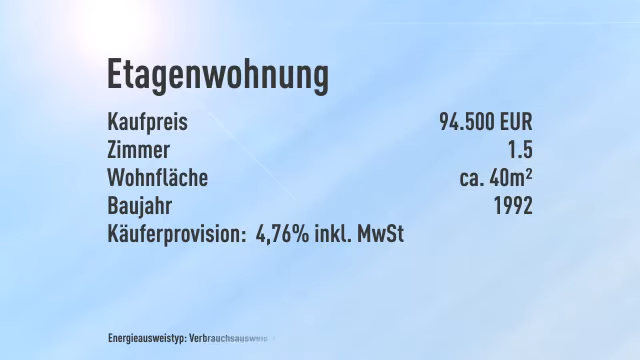 Etagenwohnung
Kaufpreis 94.500 EUR
Zimmer 1.5
Wohnfläche ca. 40m²
Baujahr 1992
Käuferprovision: 4,76% inkl. MwSt
Energieausweistyp: Verbrauchsausweis